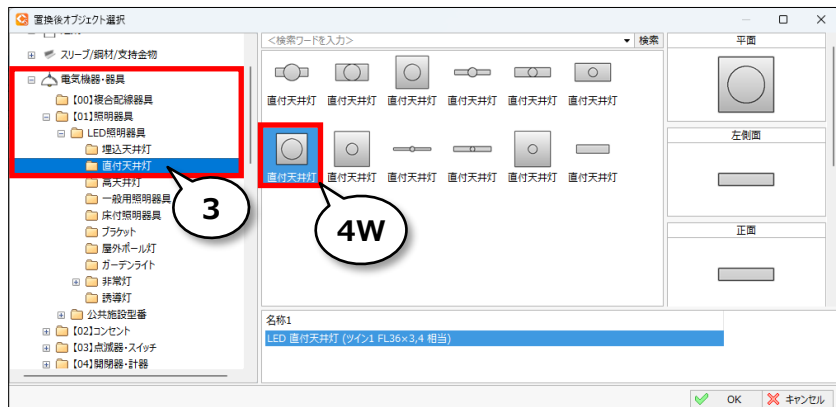 置換後オブジェクト選択
スリーブ/鋼材/支持金物
電気機器・器具
【00】複合配線器具
【01】照明器具
LED照明器具
埋込天井灯
直付天井灯
高天井灯
一般用照明器具
床付照明器具
ブラケット
屋外ポール灯
ガーデンライト
非常灯
誘導灯
公共施設型番
【02】コンセント
【03】点滅器・スイッチ
【04】開閉器・計器
3
<検索ワードを入力>
検索
直付天井灯 直付天井灯 直付天井灯 直付天井灯 直付天井灯 直付天井灯
直付天井灯 直付天井灯 直付天井灯 直付天井灯 直付天井灯 直付天井灯
4W
名称1
LED 直付天井灯 (ツイン1 FL36×3,4 相当)
平面
左側面
正面
OK
キャンセル